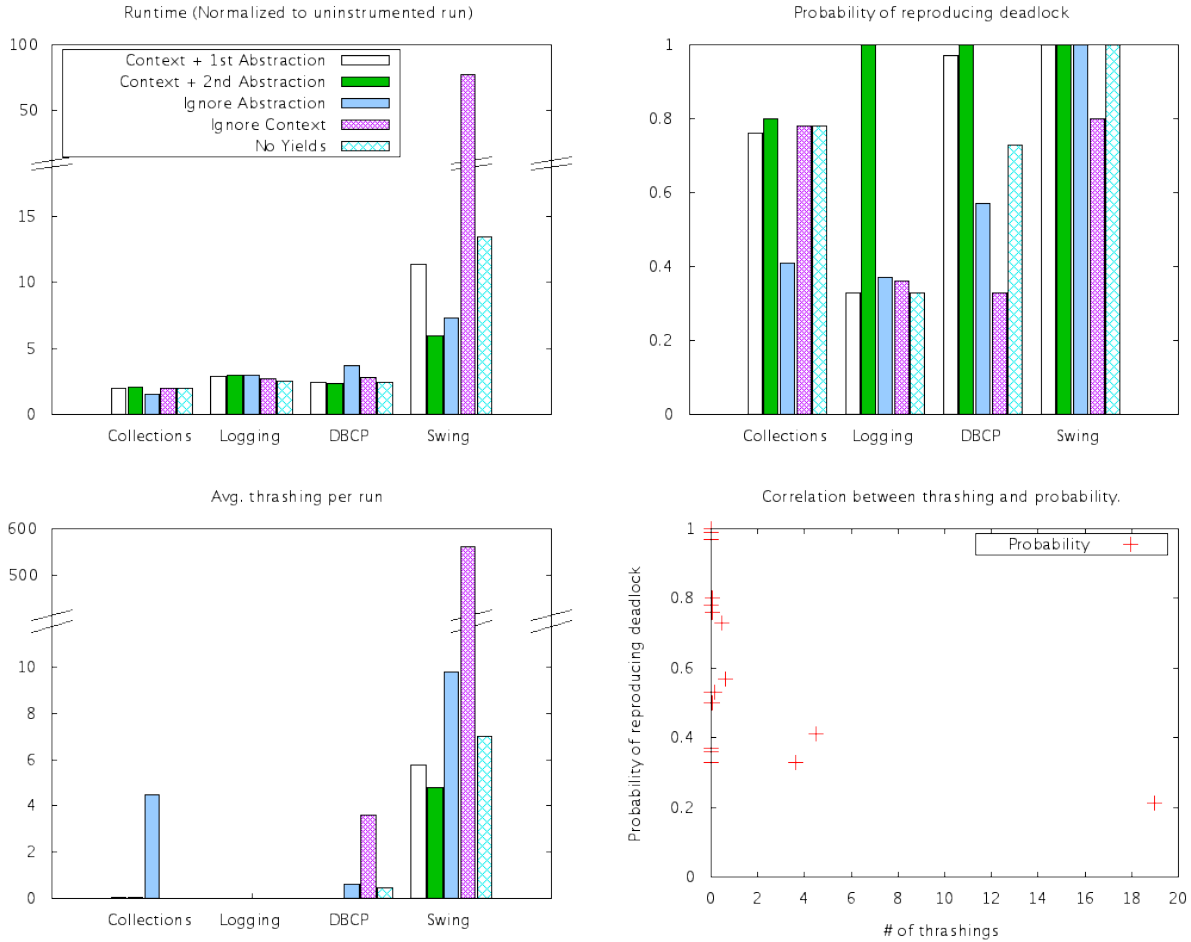 Runtime (Normalized to uninstrumented run)
100
50
15
10
5
0
Context + 1st Abstraction
Context + 2nd Abstraction
Ignore Abstraction
Ignore Context
No Yields
Collections Logging DBCP Swing
Probability of reproducing deadlock
1
0.8
0.6
0.4
0.2
0
Collections Logging DBCP Swing
Avg. thrashing per run
600
500
10
8
6
4
2
0
Collections Logging DBCP Swing
Correlation between thrashing and probability.
Probability of reproducing deadlock
1
0.8
0.6
0.4
0.2
0
Probability
0 2 4 6 8 10 12 14 16 18 20
# of thrashings